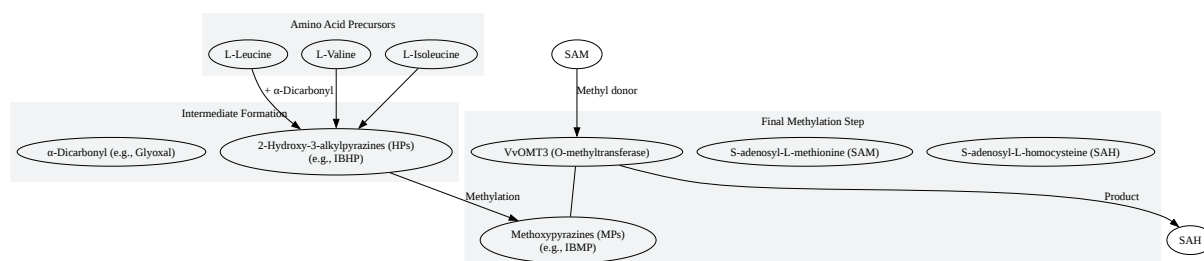 Amino Acid Precursors
L-Leucine
L-Valine
L-Isoleucine
SAM
+ α-Dicarbonyl
Methyl donor
Intermediate Formation
Final Methylation Step
α-Dicarbonyl (e.g., Glyoxal)
2-Hydroxy-3-alkylpyrazines (HPs)
(e.g., IBHP)
VvOMT3 (O-methyltransferase)
S-adenosyl-L-methionine (SAM)
S-adenosyl-L-homocysteine (SAH)
Methylation
Product
Methoxypyrazines (MPs)
(e.g., IBMP)
SAH